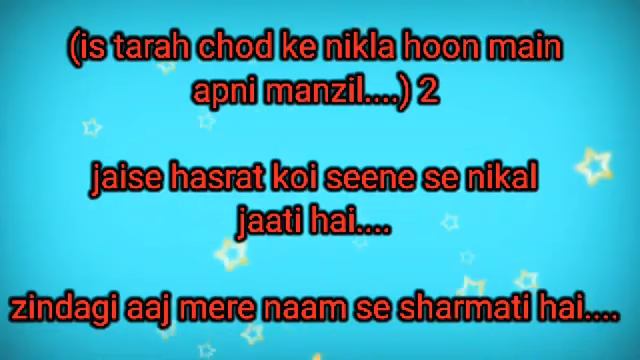 (is tarah chod ke nikla hoon main
apni manzil....) 2
jaise hasrat koi seene se nikal
jaati hai....
zindagi aaj mere naam se sharmati hai....